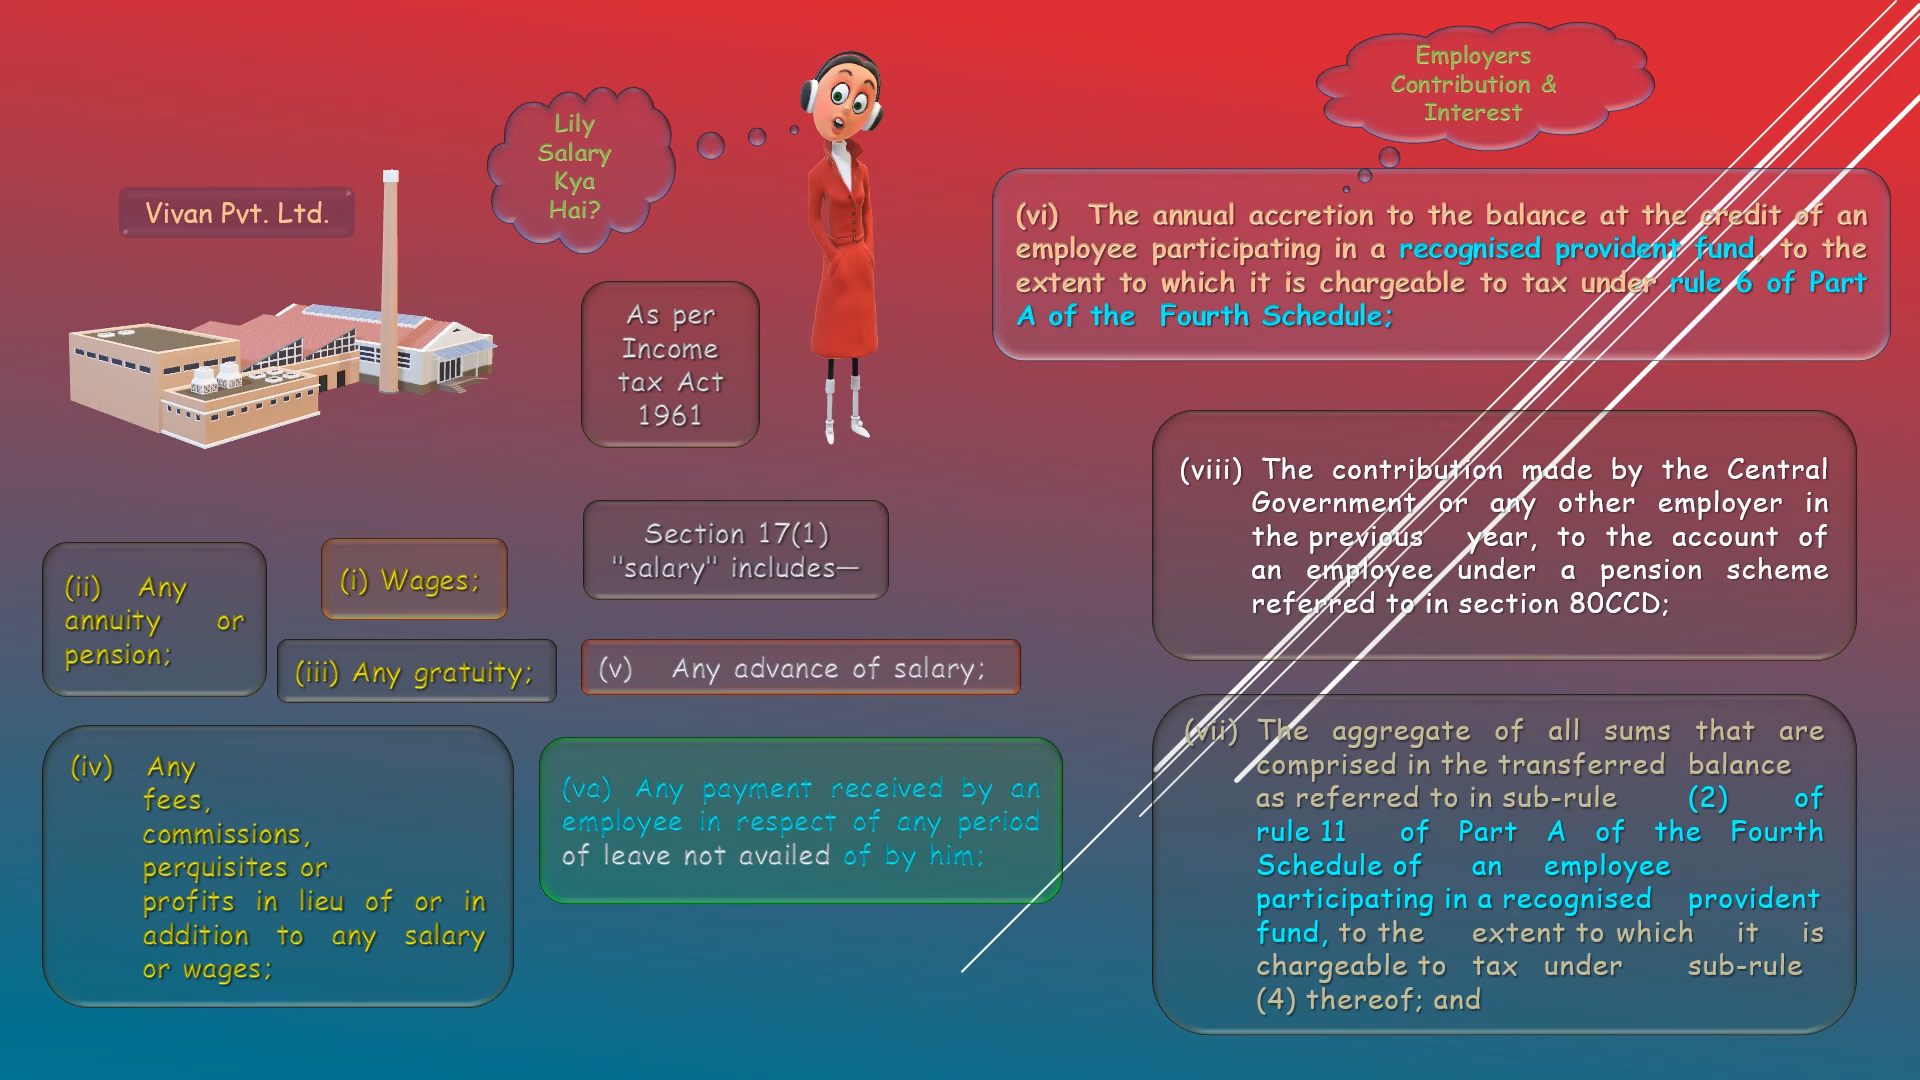 Vivan Pvt. Ltd.
Lily
Salary
Kya
Hai?
As per
Income
tax Act
1961
Section 17(1)
"salary" includes—
(i) Wages;
(ii) Any
annuity or
pension;
(iii) Any gratuity;
(iv) Any
fees,
commissions,
perquisites or
profits in lieu of or in
addition to any salary
or wages;
(v) Any advance of salary;
(va) Any payment received by an
employee in respect of any period
of leave not availed of by him;
Employers
Contribution &
Interest
(vi) The annual accretion to the balance at the credit of an
employee participating in a recognised provident fund, to the
extent to which it is chargeable to tax under rule 6 of Part
A of the Fourth Schedule;
(viii) The contribution made by the Central
Government or any other employer in
the previous year, to the account of
an employee under a pension scheme
referred to in section 80CCD;
(vii) The aggregate of all sums that are
comprised in the transferred balance
as referred to in sub-rule (2) of
rule 11 of Part A of the Fourth
Schedule of an employee
participating in a recognised provident
fund, to the extent to which it is
chargeable to tax under sub-rule
(4) thereof; and